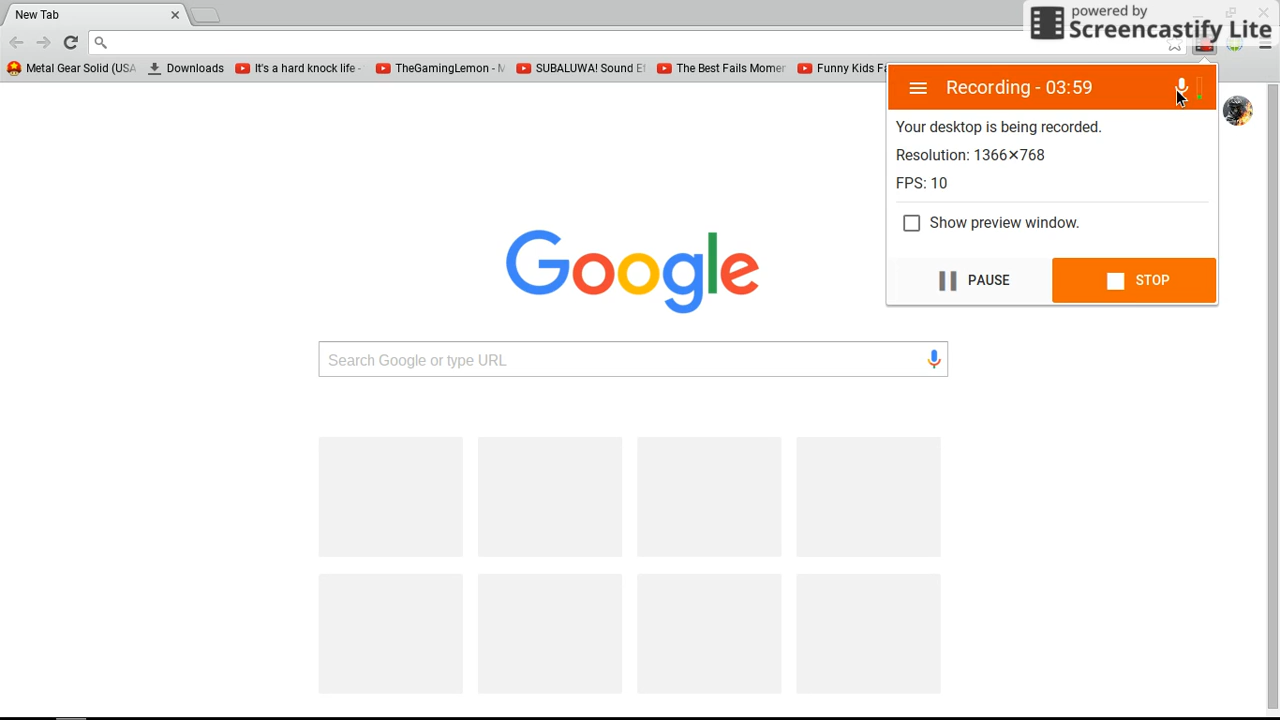 New Tab
powered by
Screencastify Lite
Metal Gear Solid (USA
Downloads
It's a hard knock life -
TheGamingLemon -
SUBALUWA! Sound E
The Best Fails Momer
Funny Kids Fa
Recording - 03:59
Your desktop is being recorded.
Resolution: 1366×768
FPS: 10
Show preview window.
PAUSE
STOP
Google
Search Google or type URL